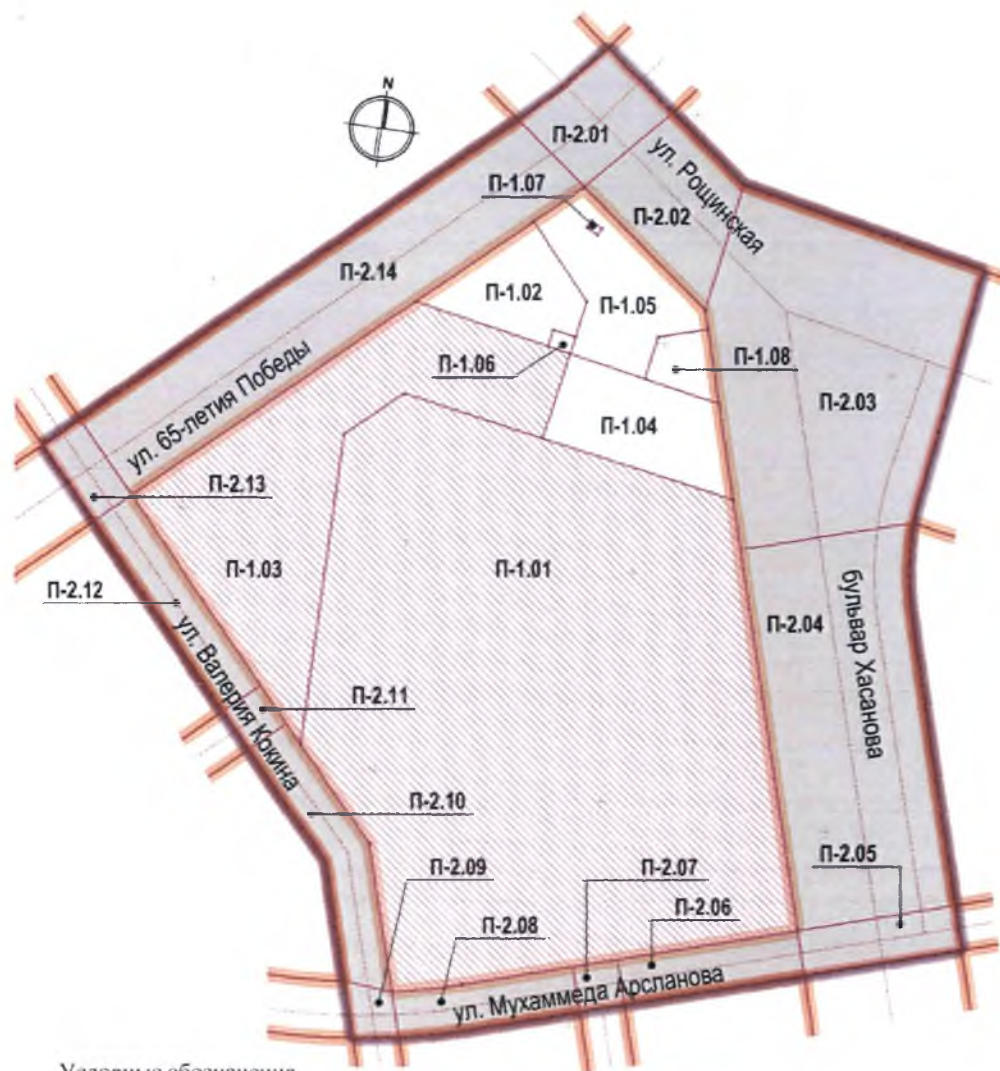 N
П-2.01
П-1.07
П-2.02
ул. Рощинская
П-2.14
П-1.02
П-1.05
П-1.06
П-1.08
ул. 65-летия Победы
П-2.03
П-1.04
П-2.13
П-1.03
П-1.01
П-2.12
П-2.04
ул. Валерия Кокина
бульвар Хасанова
П-2.11
П-2.10
П-2.09
П-2.07
П-2.05
П-2.08
П-2.06
ул. Мухаммеда Арсланова
Условные обозначения